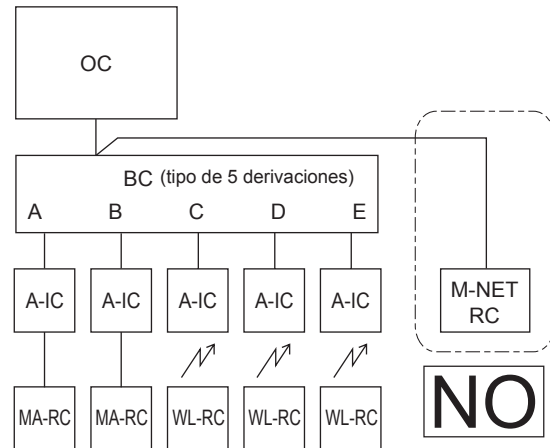 OC
BC (tipo de 5 derivaciones)
A B C D E
A-IC A-IC A-IC A-IC A-IC
M-NET
RC
MA-RC MA-RC WL-RC WL-RC WL-RC
NO